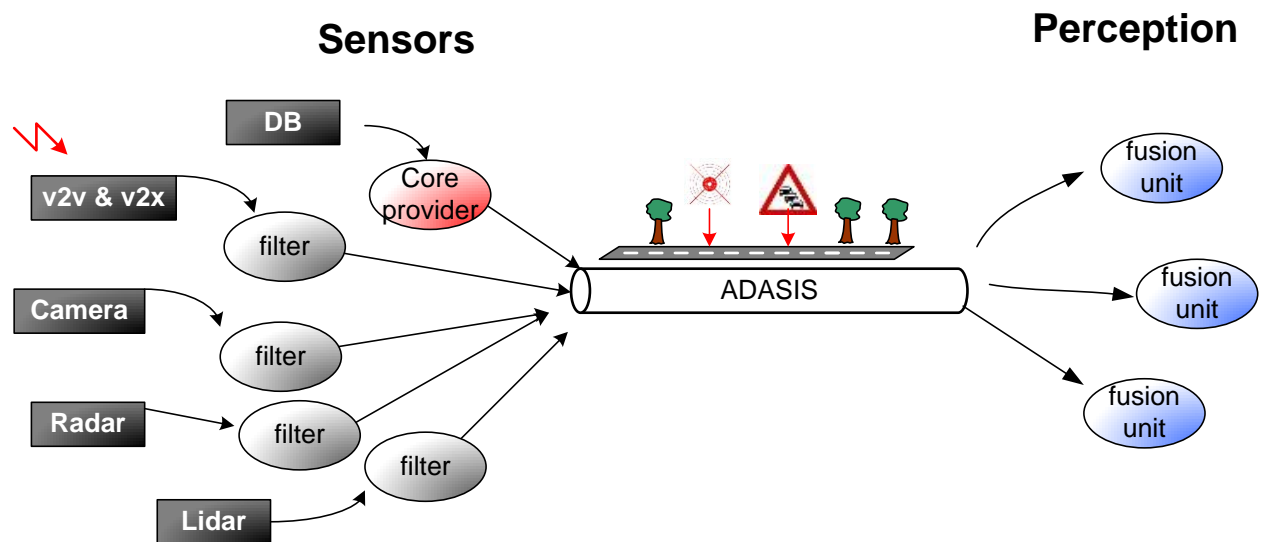 Sensors
Perception
DB
v2v & v2x
Core
provider
filter
Camera
filter
Radar
filter
Lidar
filter
ADASIS
fusion
unit
fusion
unit
fusion
unit